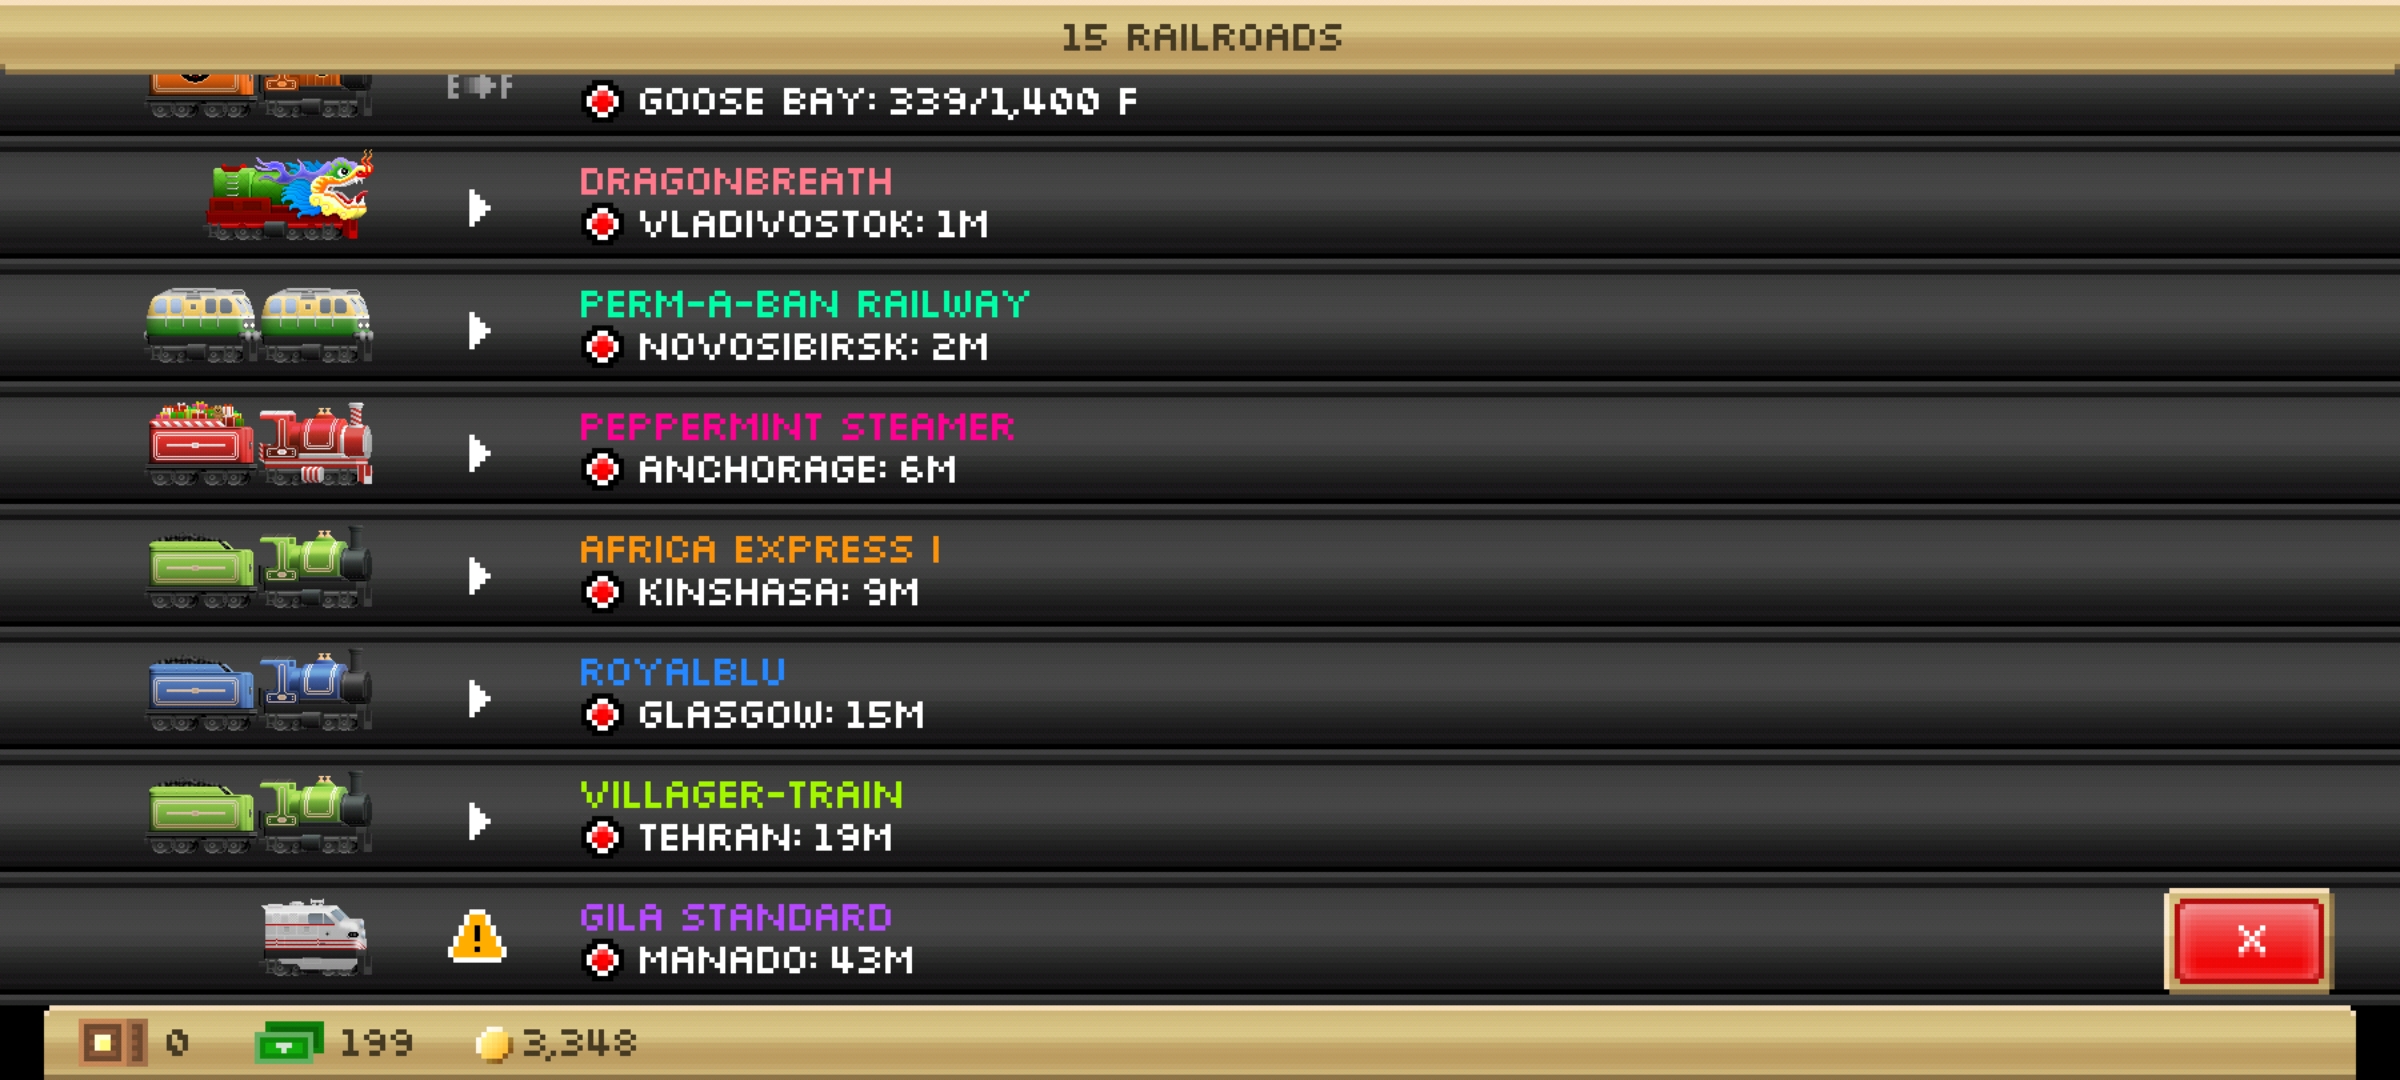 15 RAILROADS
E F
GOOSE BAY: 339/1,400 F
DRAGONBREATH
VLADIVOSTOK: 1M
PERM-A-BAN RAILWAY
NOVOSIBIRSK: 2M
PEPPERMINT STEAMER
ANCHORAGE: 6M
AFRICA EXPRESS I
KINSHASA: 9M
ROYALBLU
GLASGOW: 15M
VILLAGER-TRAIN
TEHRAN: 19M
GILA STANDARD
MANADO: 43M
X
0 199 3,348